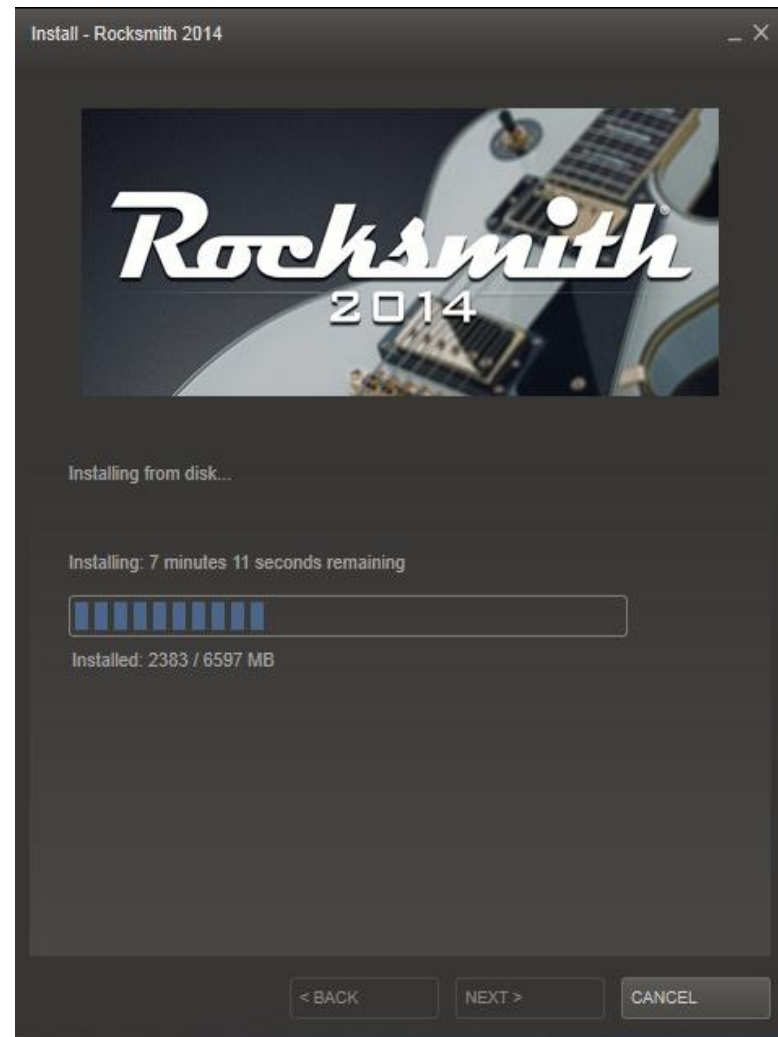 Install - Rocksmith 2014
Rocksmith®
2014
Installing from disk...
Installing: 7 minutes 11 seconds remaining
Installed: 2383 / 6597 MB
< BACK
NEXT >
CANCEL